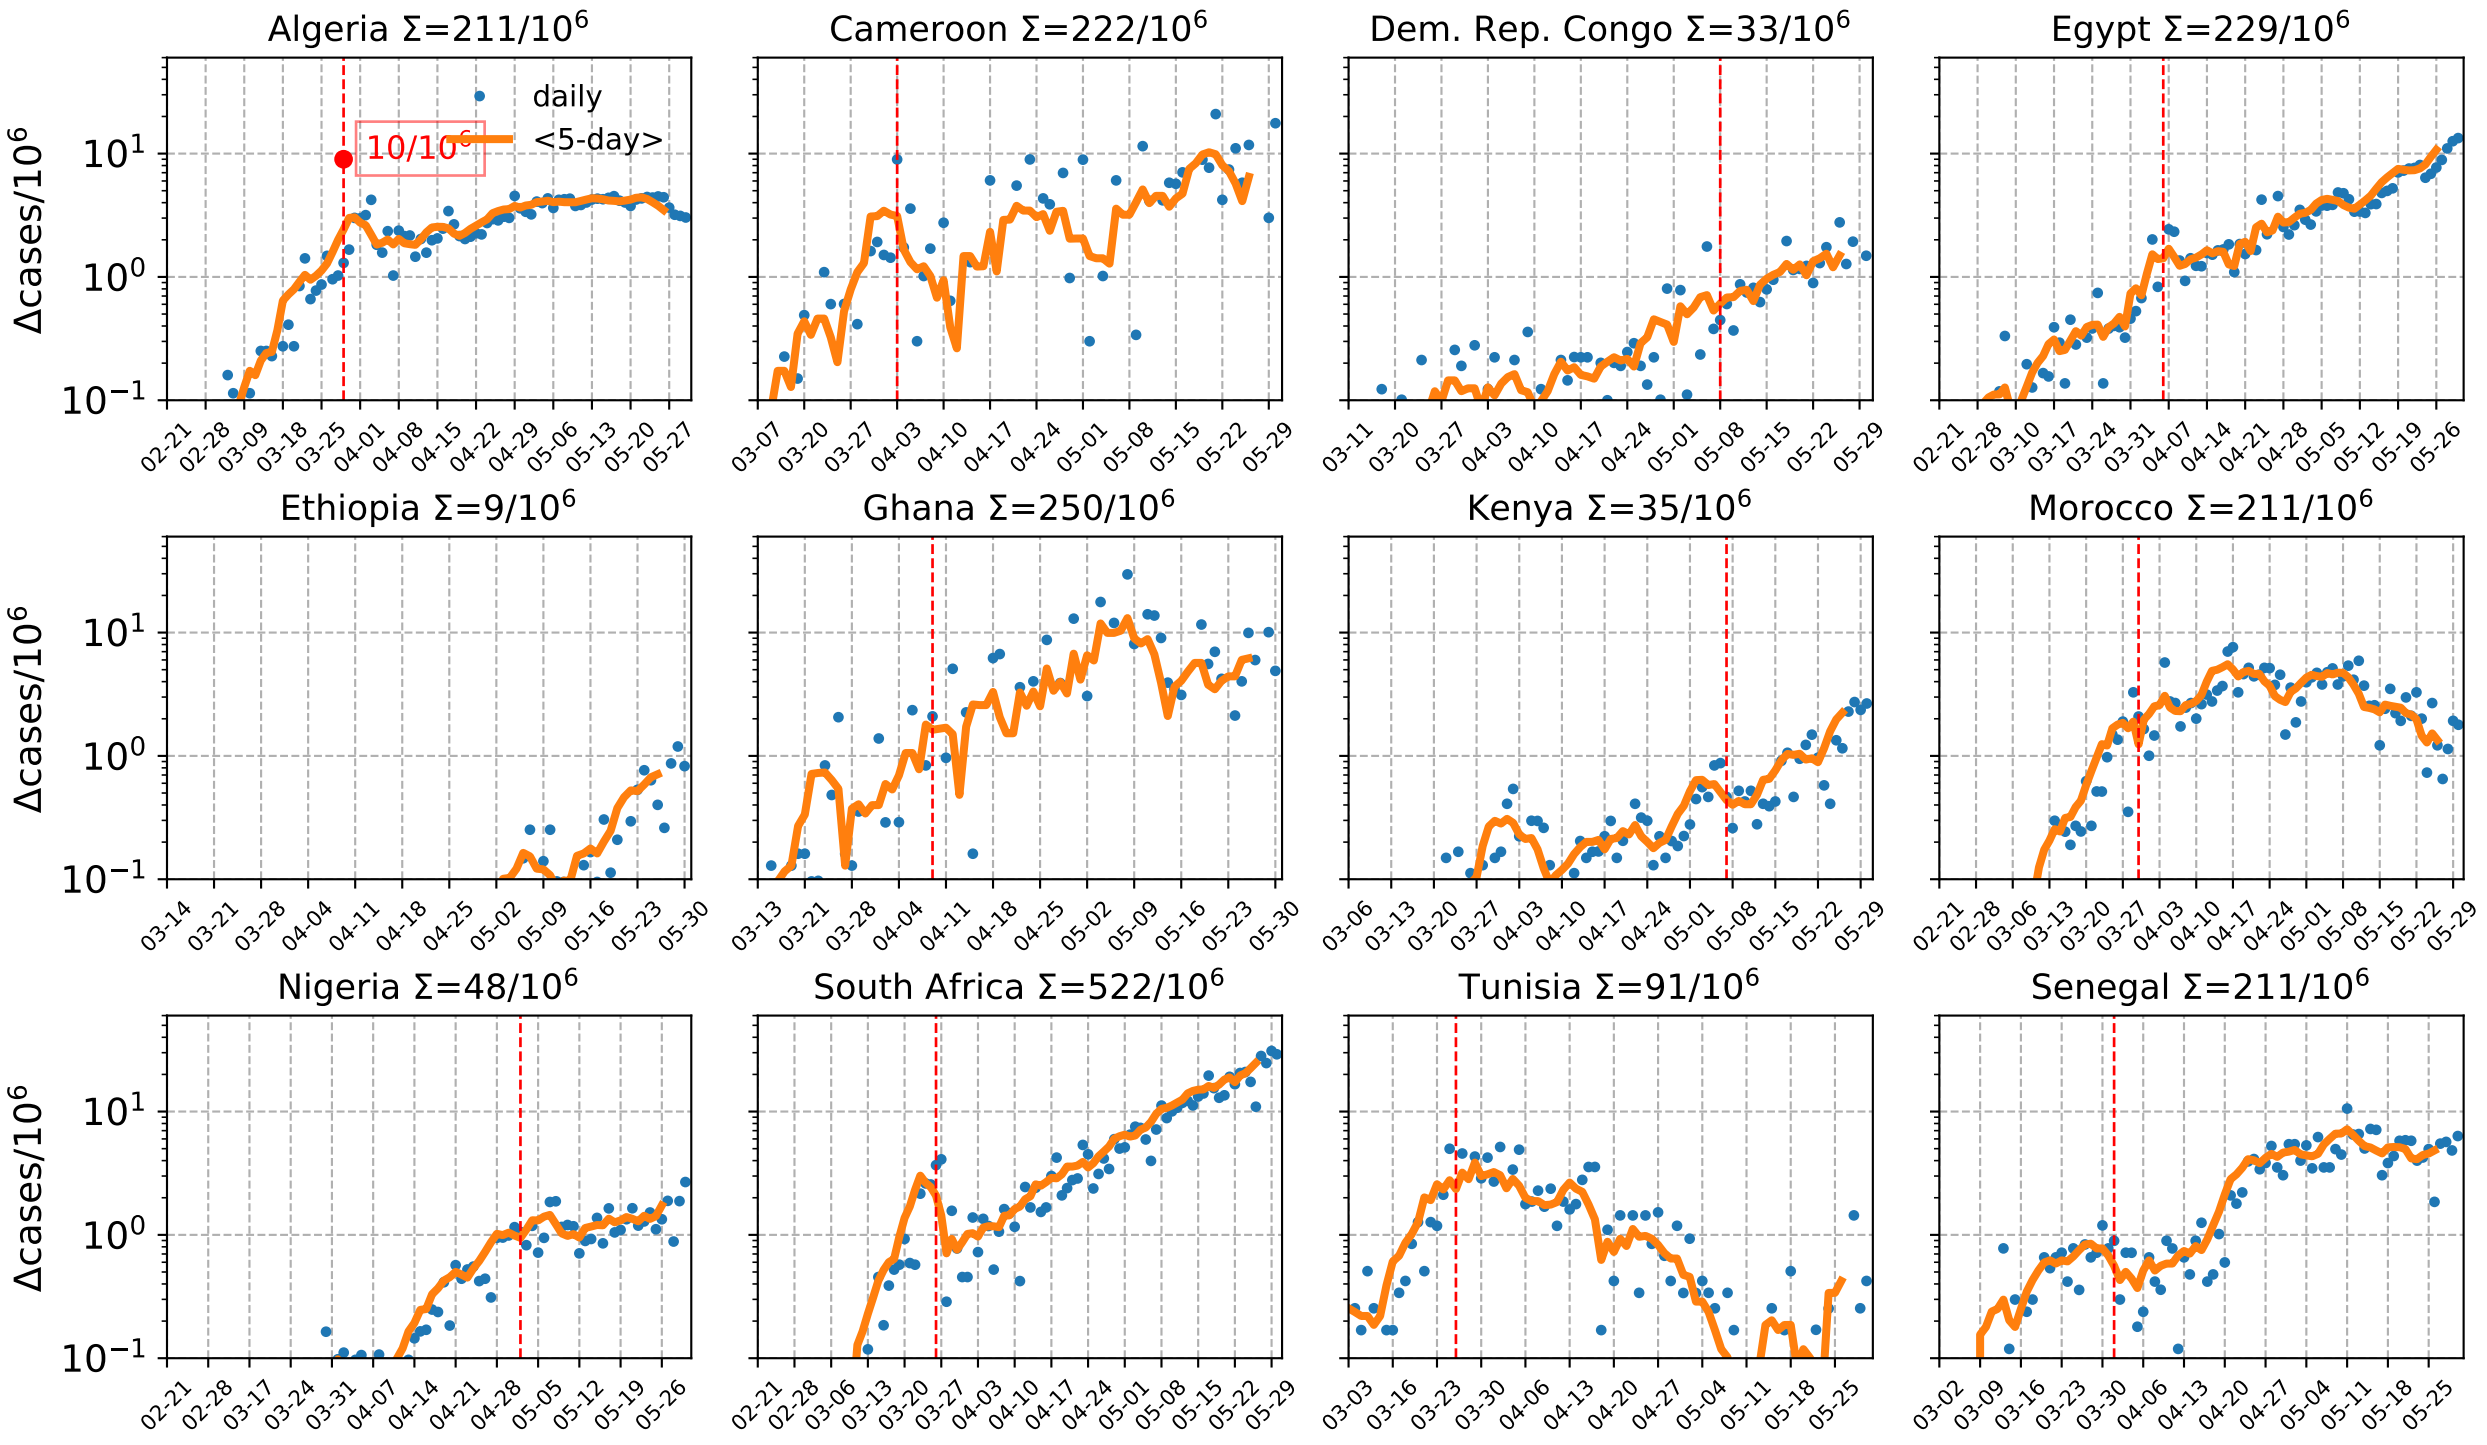 Algeria Σ=211/10⁶
Cameroon Σ=222/10⁶
Dem. Rep. Congo Σ=33/10⁶
Egypt Σ=229/10⁶
Δcases/10⁶
10¹
10⁰
10⁻¹
daily
<5-day>
10/10⁶
02-21 02-28 03-09 03-18 03-25 04-01 04-08 04-15 04-22 04-29 05-06 05-13 05-20 05-27
03-07 03-20 03-27 04-03 04-10 04-17 04-24 05-01 05-08 05-15 05-22 05-29
03-11 03-20 03-27 04-03 04-10 04-17 04-24 05-01 05-08 05-15 05-22 05-29
02-21 02-28 03-10 03-17 03-24 03-31 04-07 04-14 04-21 04-28 05-05 05-12 05-19 05-26
Ethiopia Σ=9/10⁶
Ghana Σ=250/10⁶
Kenya Σ=35/10⁶
Morocco Σ=211/10⁶
Δcases/10⁶
10¹
10⁰
10⁻¹
03-14 03-21 03-28 04-04 04-11 04-18 04-25 05-02 05-09 05-16 05-23 05-30
03-13 03-21 03-28 04-04 04-11 04-18 04-25 05-02 05-09 05-16 05-23 05-30
03-06 03-13 03-20 03-27 04-03 04-10 04-17 04-24 05-01 05-08 05-15 05-22 05-29
02-21 02-28 03-06 03-13 03-20 03-27 04-03 04-10 04-17 04-24 05-01 05-08 05-15 05-22 05-29
Nigeria Σ=48/10⁶
South Africa Σ=522/10⁶
Tunisia Σ=91/10⁶
Senegal Σ=211/10⁶
Δcases/10⁶
10¹
10⁰
10⁻¹
02-21 02-28 03-17 03-24 03-31 04-07 04-14 04-21 04-28 05-05 05-12 05-19 05-26
02-21 02-28 03-06 03-13 03-20 03-27 04-03 04-10 04-17 04-24 05-01 05-08 05-15 05-22 05-29
03-03 03-16 03-23 03-30 04-06 04-13 04-20 04-27 05-04 05-11 05-18 05-25
03-02 03-09 03-16 03-23 03-30 04-06 04-13 04-20 04-27 05-04 05-11 05-18 05-25